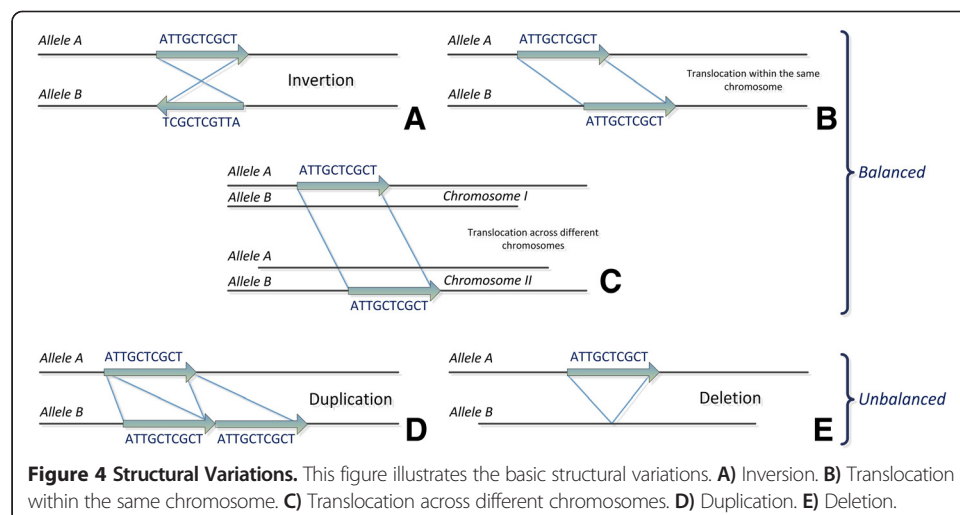 Allele A
ATTGCTCGCT
Invertion
Allele B
TCGCTCGTTA
A
Allele A
ATTGCTCGCT
Translocation within the same
chromosome
Allele B
ATTGCTCGCT
B
Allele A
ATTGCTCGCT
Allele B
Chromosome I
Translocation across different
chromosomes
Allele A
Allele B
Chromosome II
ATTGCTCGCT
C
Balanced
Allele A
ATTGCTCGCT
Duplication
Allele B
ATTGCTCGCT ATTGCTCGCT
D
Allele A
ATTGCTCGCT
Deletion
Allele B
E
Unbalanced
Figure 4 Structural Variations. This figure illustrates the basic structural variations. A) Inversion. B) Translocation
within the same chromosome. C) Translocation across different chromosomes. D) Duplication. E) Deletion.